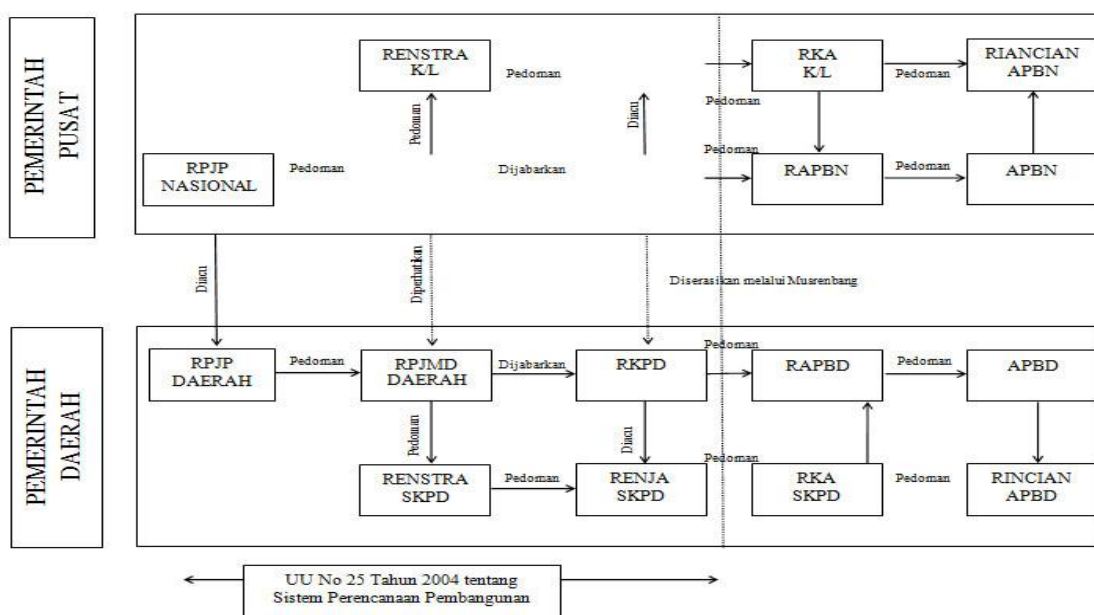 PEMERINTAH
PUSAT
RENSTRA
K/L
Pedoman
RKA
K/L
Pedoman
RIANCIAN
APBN
Pedoman
Diacu
Pedoman
RPJP
NASIONAL
Pedoman
Dijabarkan
Pedoman
RAPBN
Pedoman
APBN
Diacu
Diperhatikan
Diserasikan melalui Musrenbang
PEMERINTAH
DAERAH
RPJP
DAERAH
Pedoman
RPJMD
DAERAH
Dijabarkan
RKPD
Pedoman
RAPBD
Pedoman
APBD
Pedoman
Diacu
RENSTRA
SKPD
Pedoman
RENJA
SKPD
Pedoman
RKA
SKPD
Pedoman
RINCIAN
APBD
UU No 25 Tahun 2004 tentang
Sistem Perencanaan Pembangunan